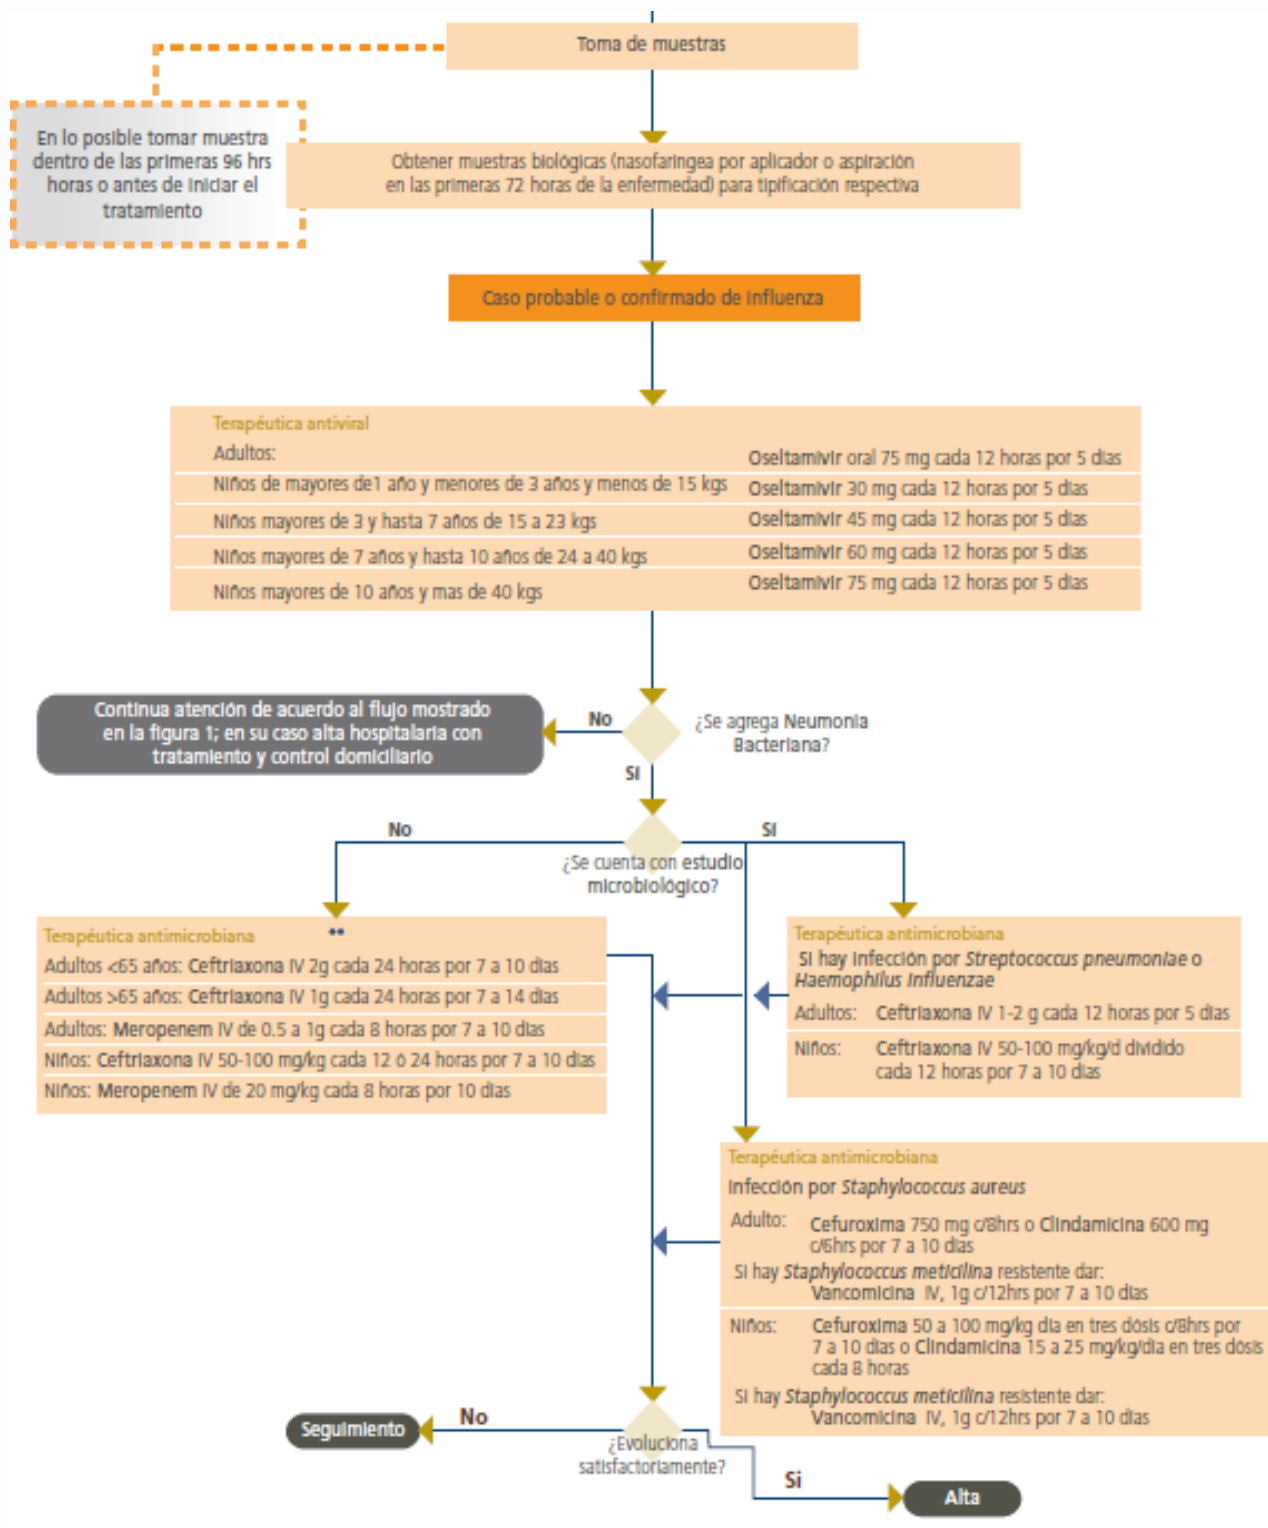 Toma de muestras
En lo posible tomar muestra
dentro de las primeras 96 hrs
horas o antes de iniciar el
tratamiento
Obtener muestras biológicas (nasofaríngea por aplicador o aspiración
en las primeras 72 horas de la enfermedad) para tipificación respectiva
Caso probable o confirmado de influenza
Terapéutica antiviral
Adultos:
Oseltamivir oral 75 mg cada 12 horas por 5 días
Niños de mayores de1 año y menores de 3 años y menos de 15 kgs
Oseltamivir 30 mg cada 12 horas por 5 días
Niños mayores de 3 y hasta 7 años de 15 a 23 kgs
Oseltamivir 45 mg cada 12 horas por 5 días
Niños mayores de 7 años y hasta 10 años de 24 a 40 kgs
Oseltamivir 60 mg cada 12 horas por 5 días
Niños mayores de 10 años y mas de 40 kgs
Oseltamivir 75 mg cada 12 horas por 5 días
Continua atención de acuerdo al flujo mostrado
en la figura 1; en su caso alta hospitalaria con
tratamiento y control domiciliario
No
¿Se agrega Neumonía
Bacteriana?
Sí
No
Sí
¿Se cuenta con estudio
microbiológico?
**
Terapéutica antimicrobiana
Adultos <65 años: Ceftriaxona IV 2g cada 24 horas por 7 a 10 días
Adultos >65 años: Ceftriaxona IV 1g cada 24 horas por 7 a 14 días
Adultos: Meropenem IV de 0.5 a 1g cada 8 horas por 7 a 10 días
Niños: Ceftriaxona IV 50-100 mg/kg cada 12 ó 24 horas por 7 a 10 días
Niños: Meropenem IV de 20 mg/kg cada 8 horas por 10 días
Terapéutica antimicrobiana
Si hay infección por Streptococcus pneumoniae o
Haemophilus Influenzae
Adultos: Ceftriaxona IV 1-2 g cada 12 horas por 5 días
Niños: Ceftriaxona IV 50-100 mg/kg/d dividido
cada 12 horas por 7 a 10 días
Terapéutica antimicrobiana
Infección por Staphylococcus aureus
Adulto: Cefuroxima 750 mg c/8hrs o Clindamicina 600 mg
c/6hrs por 7 a 10 días
Si hay Staphylococcus meticilina resistente dar:
Vancomicina IV, 1g c/12hrs por 7 a 10 días
Niños: Cefuroxima 50 a 100 mg/kg día en tres dósis c/8hrs por
7 a 10 días o Clindamicina 15 a 25 mg/kg/día en tres dósis
cada 8 horas
Si hay Staphylococcus meticilina resistente dar:
Vancomicina IV, 1g c/12hrs por 7 a 10 días
Seguimiento
No
¿Evoluciona
satisfactoriamente?
Si
Alta